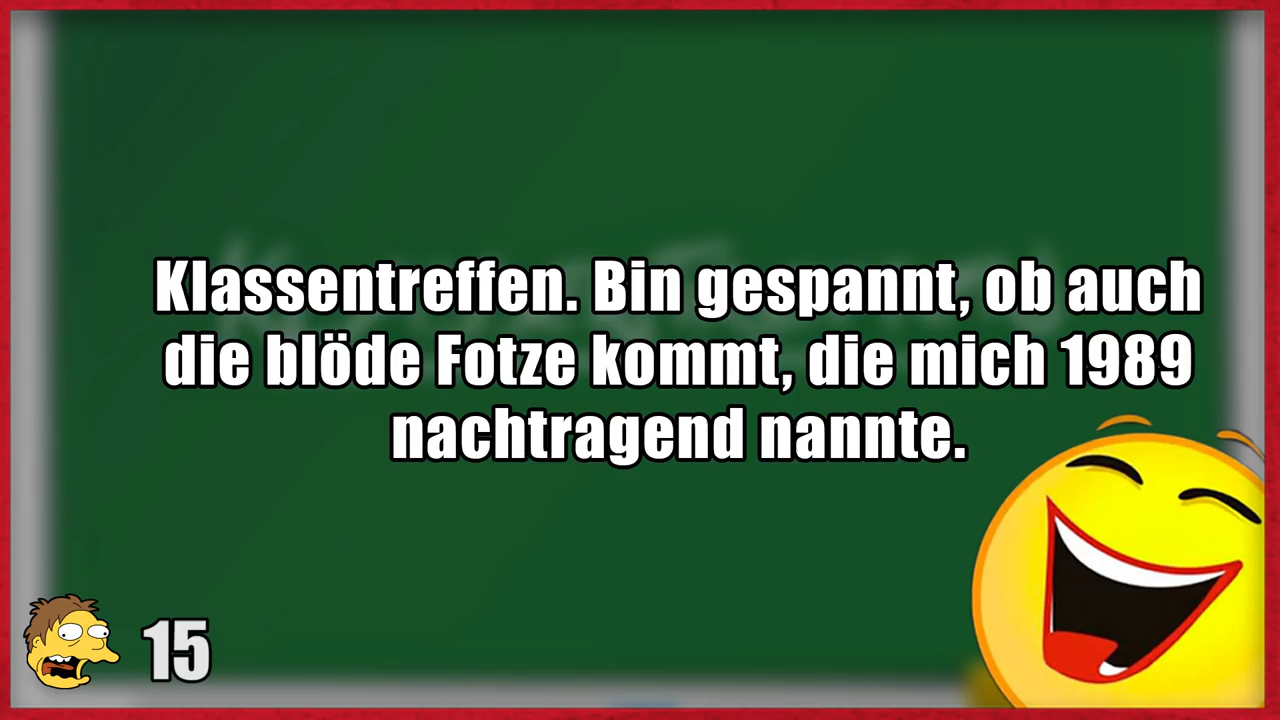 Klassentreffen. Bin gespannt, ob auch
die blöde Fotze kommt, die mich 1989
nachtragend nannte.
15